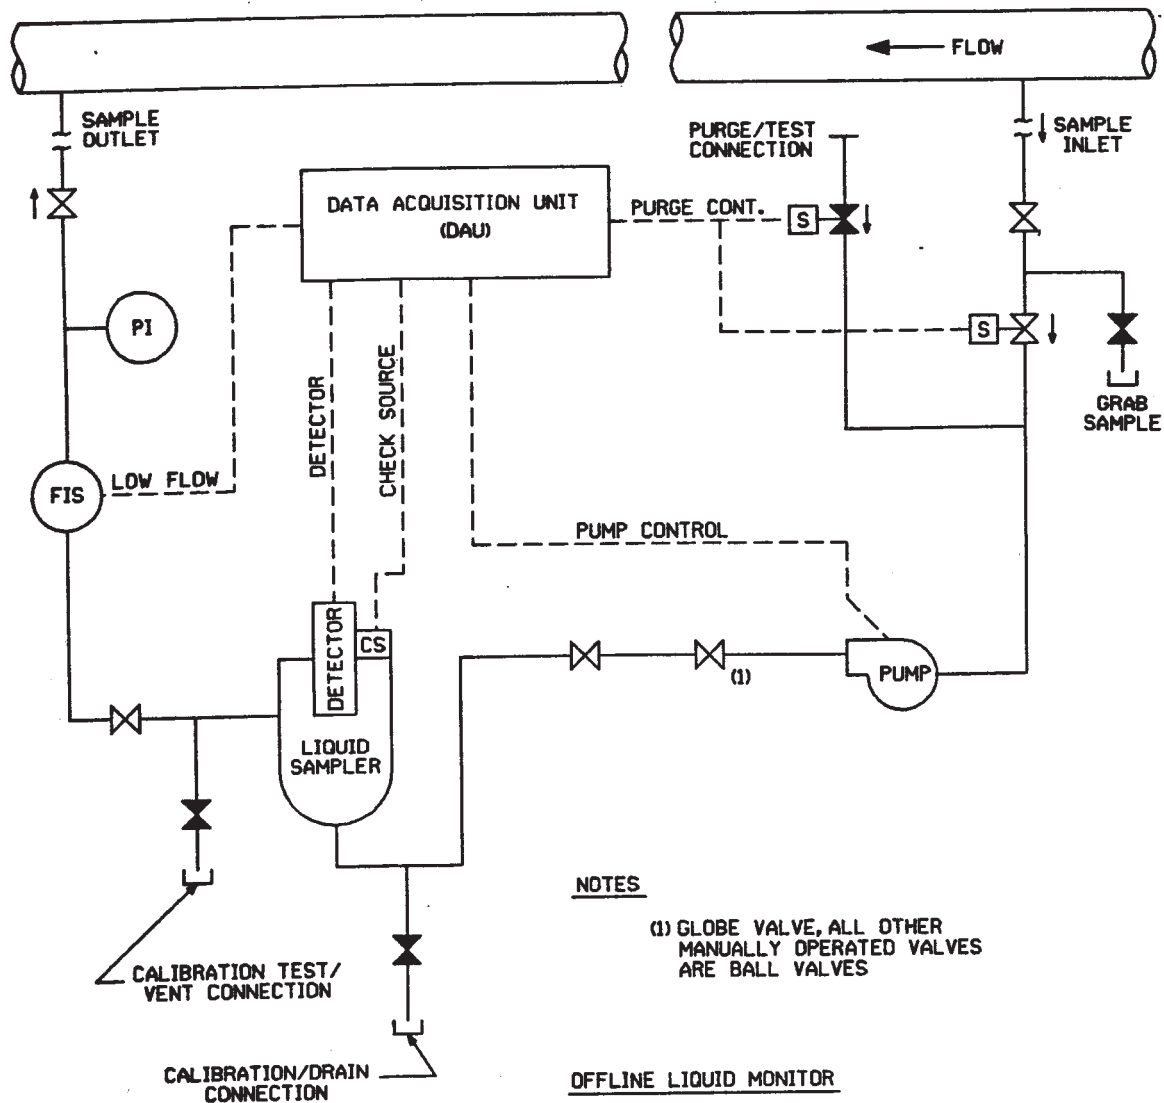 FLOW
SAMPLE
OUTLET
PURGE/TEST
CONNECTION
SAMPLE
INLET
DATA ACQUISITION UNIT
(DAU)
PURGE CONT.
S
PI
S
DETECTOR
CHECK SOURCE
GRAB
SAMPLE
FIS
LOW FLOW
PUMP CONTROL
DETECTOR
CS
(1)
PUMP
LIQUID
SAMPLER
NOTES
(1) GLOBE VALVE, ALL OTHER
MANUALLY OPERATED VALVES
ARE BALL VALVES
CALIBRATION TEST/
VENT CONNECTION
CALIBRATION/DRAIN
CONNECTION
OFFLINE LIQUID MONITOR